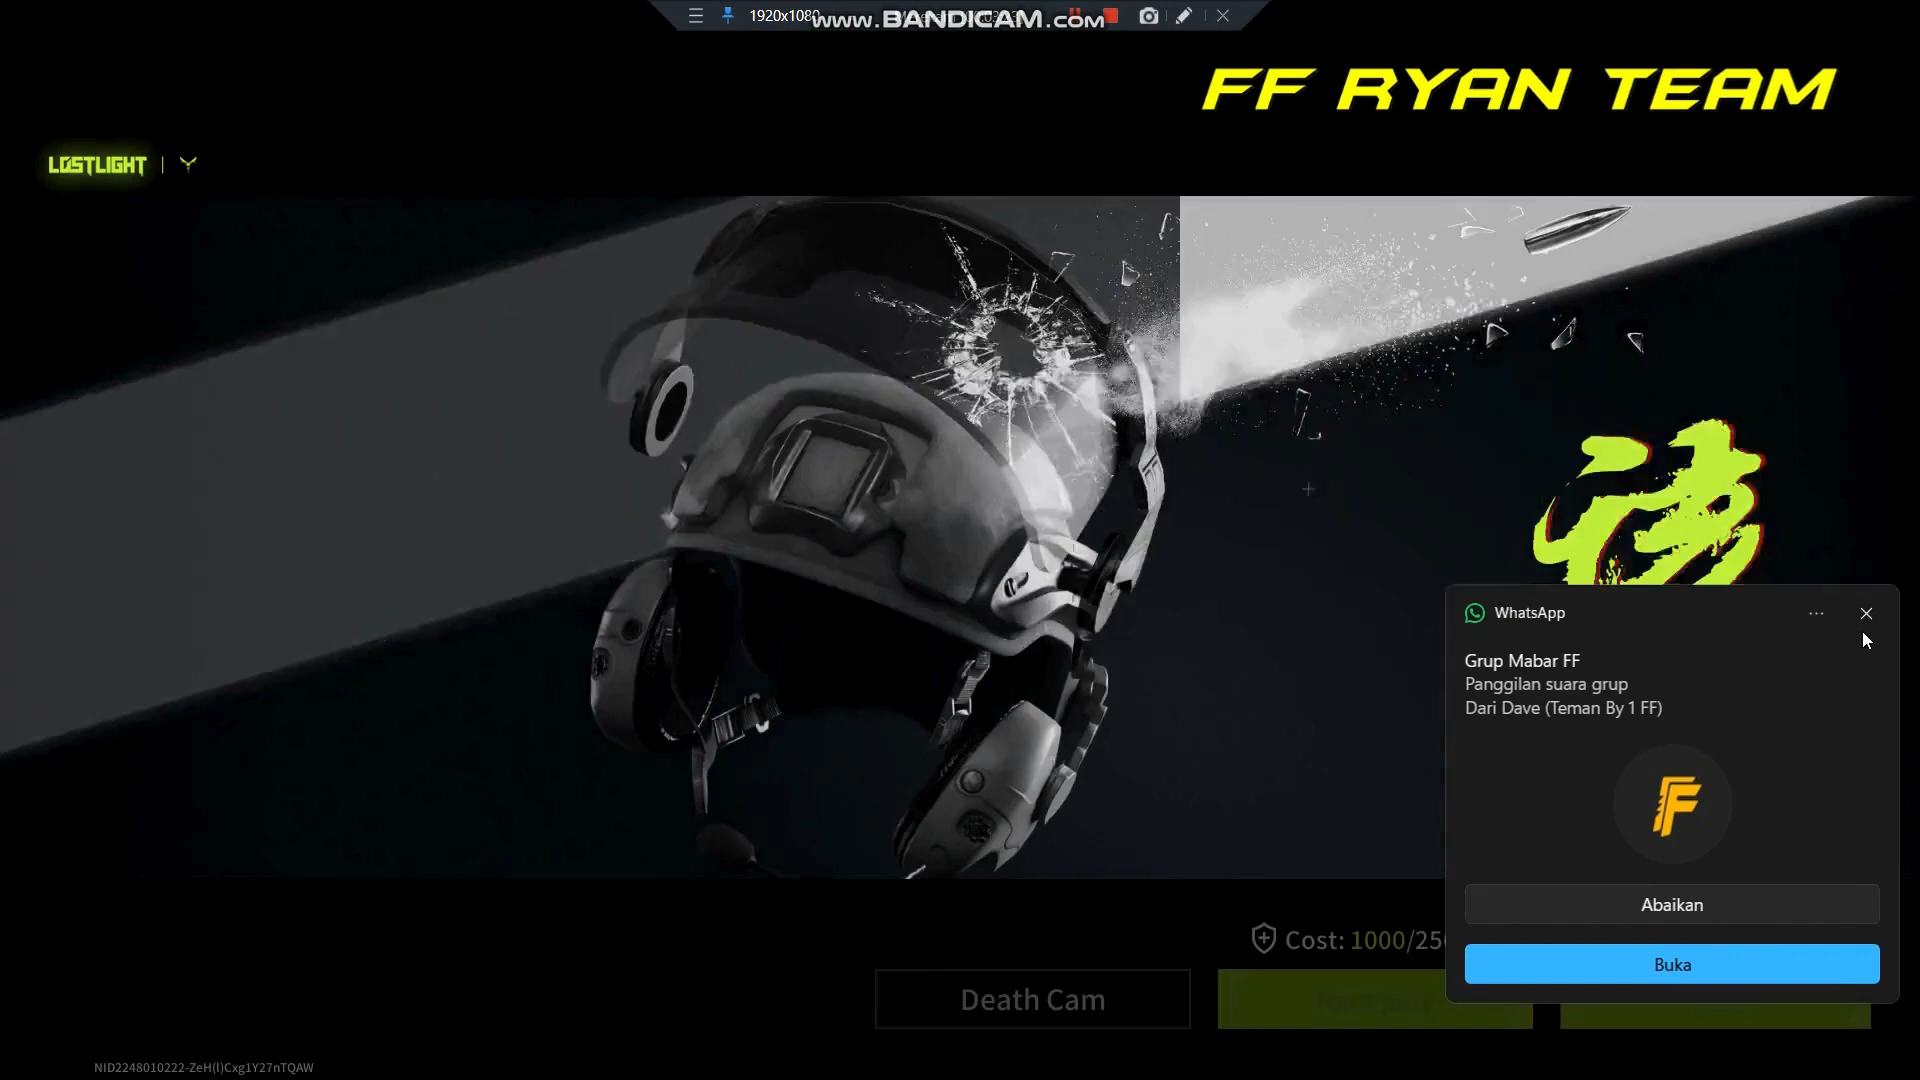 1920x1080
www.BANDICAM.com
FF RYAN TEAM
LOSTLIGHT
WhatsApp
Grup Mabar FF
Panggilan suara grup
Dari Dave (Teman By 1 FF)
Abaikan
Buka
Cost: 1000/250
Death Cam
NID2248010222-ZeH(l)Cxg1Y27nTQAW